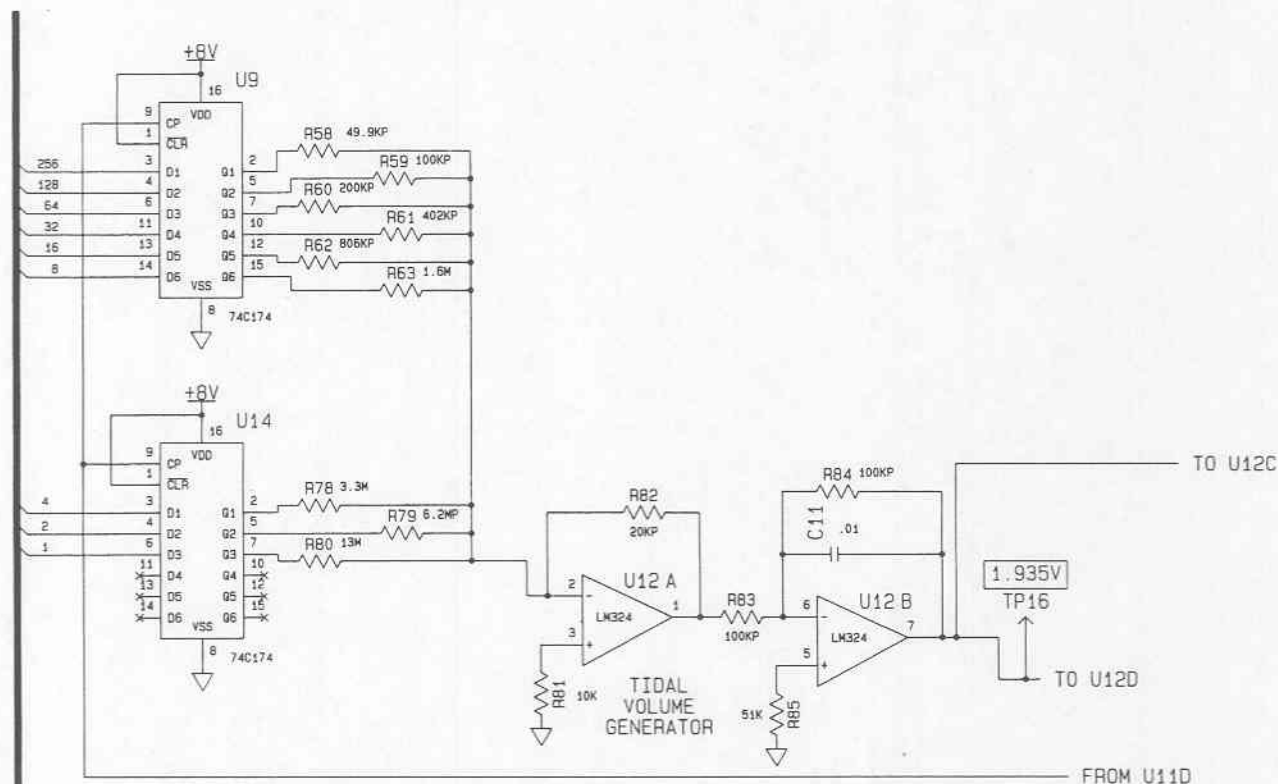 +8V
U9
16
VDD
9 CP
1 CLR
256 3 D1 Q1 2 R58 49.9KP
128 4 D2 Q2 5 R59 100KP
64 6 D3 Q3 7 R60 200KP
32 11 D4 Q4 10 R61 402KP
16 13 D5 Q5 12 R62 806KP
8 14 D6 Q6 15 R63 1.6M
VSS
8
74C174
+8V
U14
16
VDD
9 CP
1 CLR
4 3 D1 Q1 2 R78 3.3M
2 4 D2 Q2 5 R79 6.2MP
1 6 D3 Q3 7 R80 13M
11 D4 Q4 10
13 D5 Q5 12
14 D6 Q6 15
VSS
8
74C174
R82
20KP
2 -
U12 A
LM324
1
3 +
R81 10K
TIDAL
VOLUME
GENERATOR
R83
100KP
R84 100KP
C11 .01
6 -
U12 B
LM324
7
5 +
51K R85
TO U12C
1.935V
TP16
TO U12D
FROM U11D